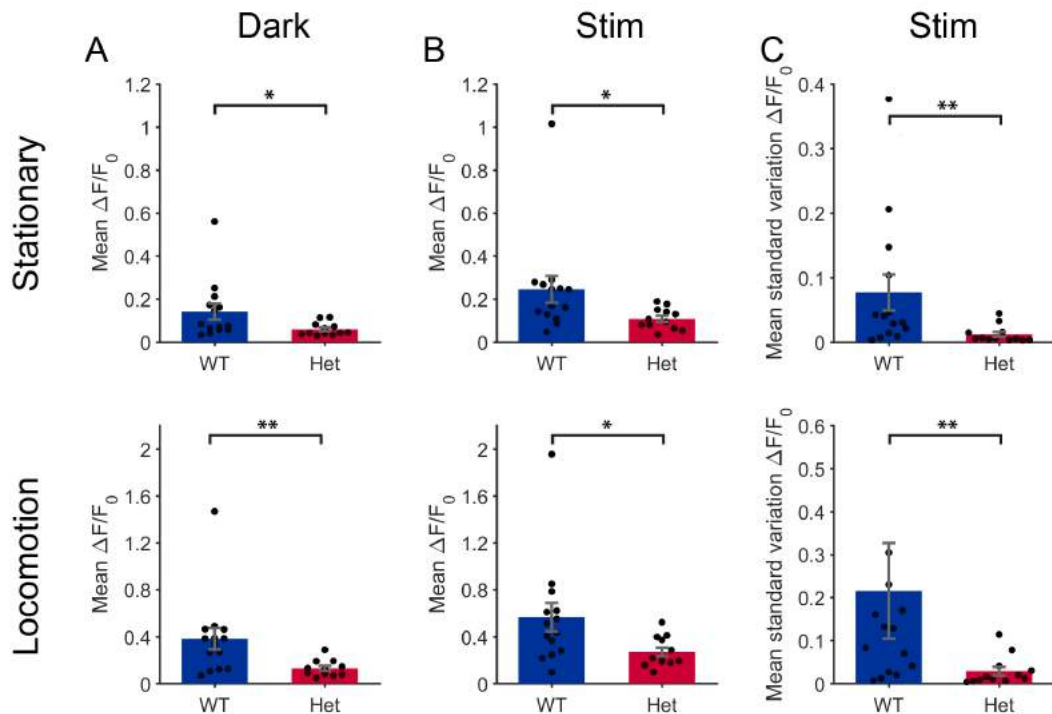 Dark
Stim
Stim
A
B
C
Stationary
Locomotion
Mean ΔF/F0
1.2
1
0.8
0.6
0.4
0.2
0
*
WT
Het
Mean ΔF/F0
1.2
1
0.8
0.6
0.4
0.2
0
*
WT
Het
Mean standard variation ΔF/F0
0.4
0.3
0.2
0.1
0
**
WT
Het
Mean ΔF/F0
2
1.6
1.2
0.8
0.4
0
**
WT
Het
Mean ΔF/F0
2
1.6
1.2
0.8
0.4
0
*
WT
Het
Mean standard variation ΔF/F0
0.6
0.5
0.4
0.3
0.2
0.1
0
**
WT
Het